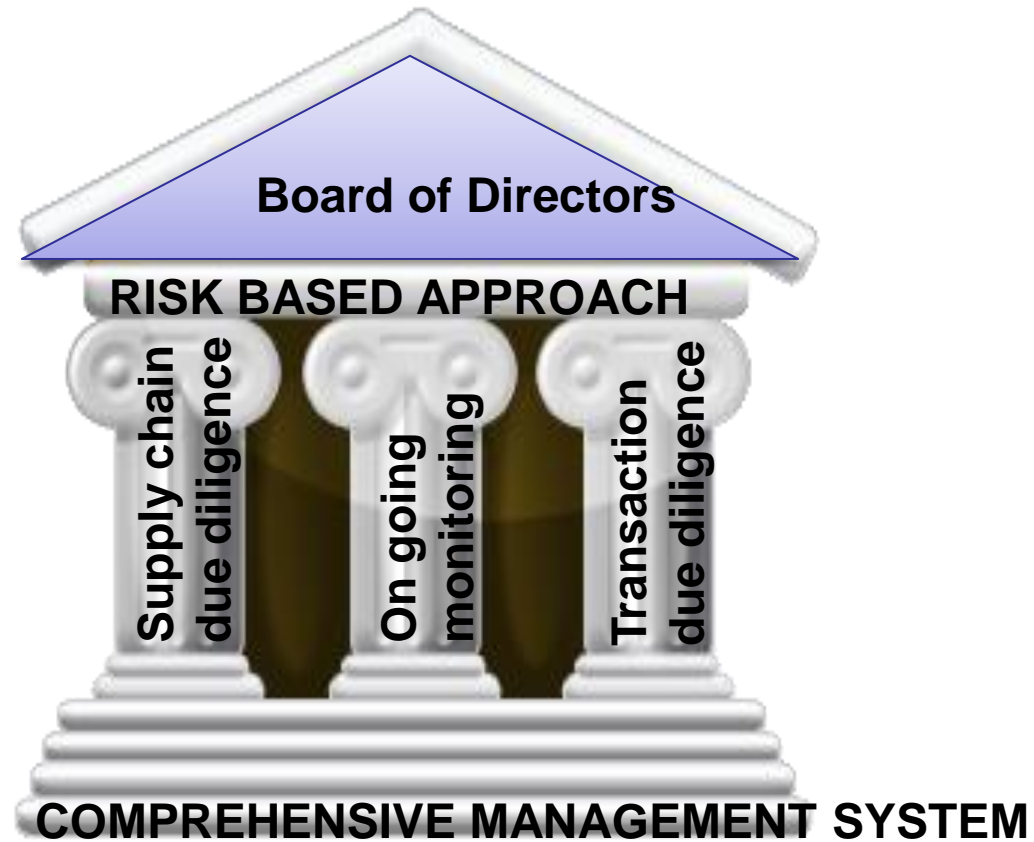 Board of Directors
RISK BASED APPROACH
Supply chain
due diligence
On going
monitoring
Transaction
due diligence
COMPREHENSIVE MANAGEMENT SYSTEM